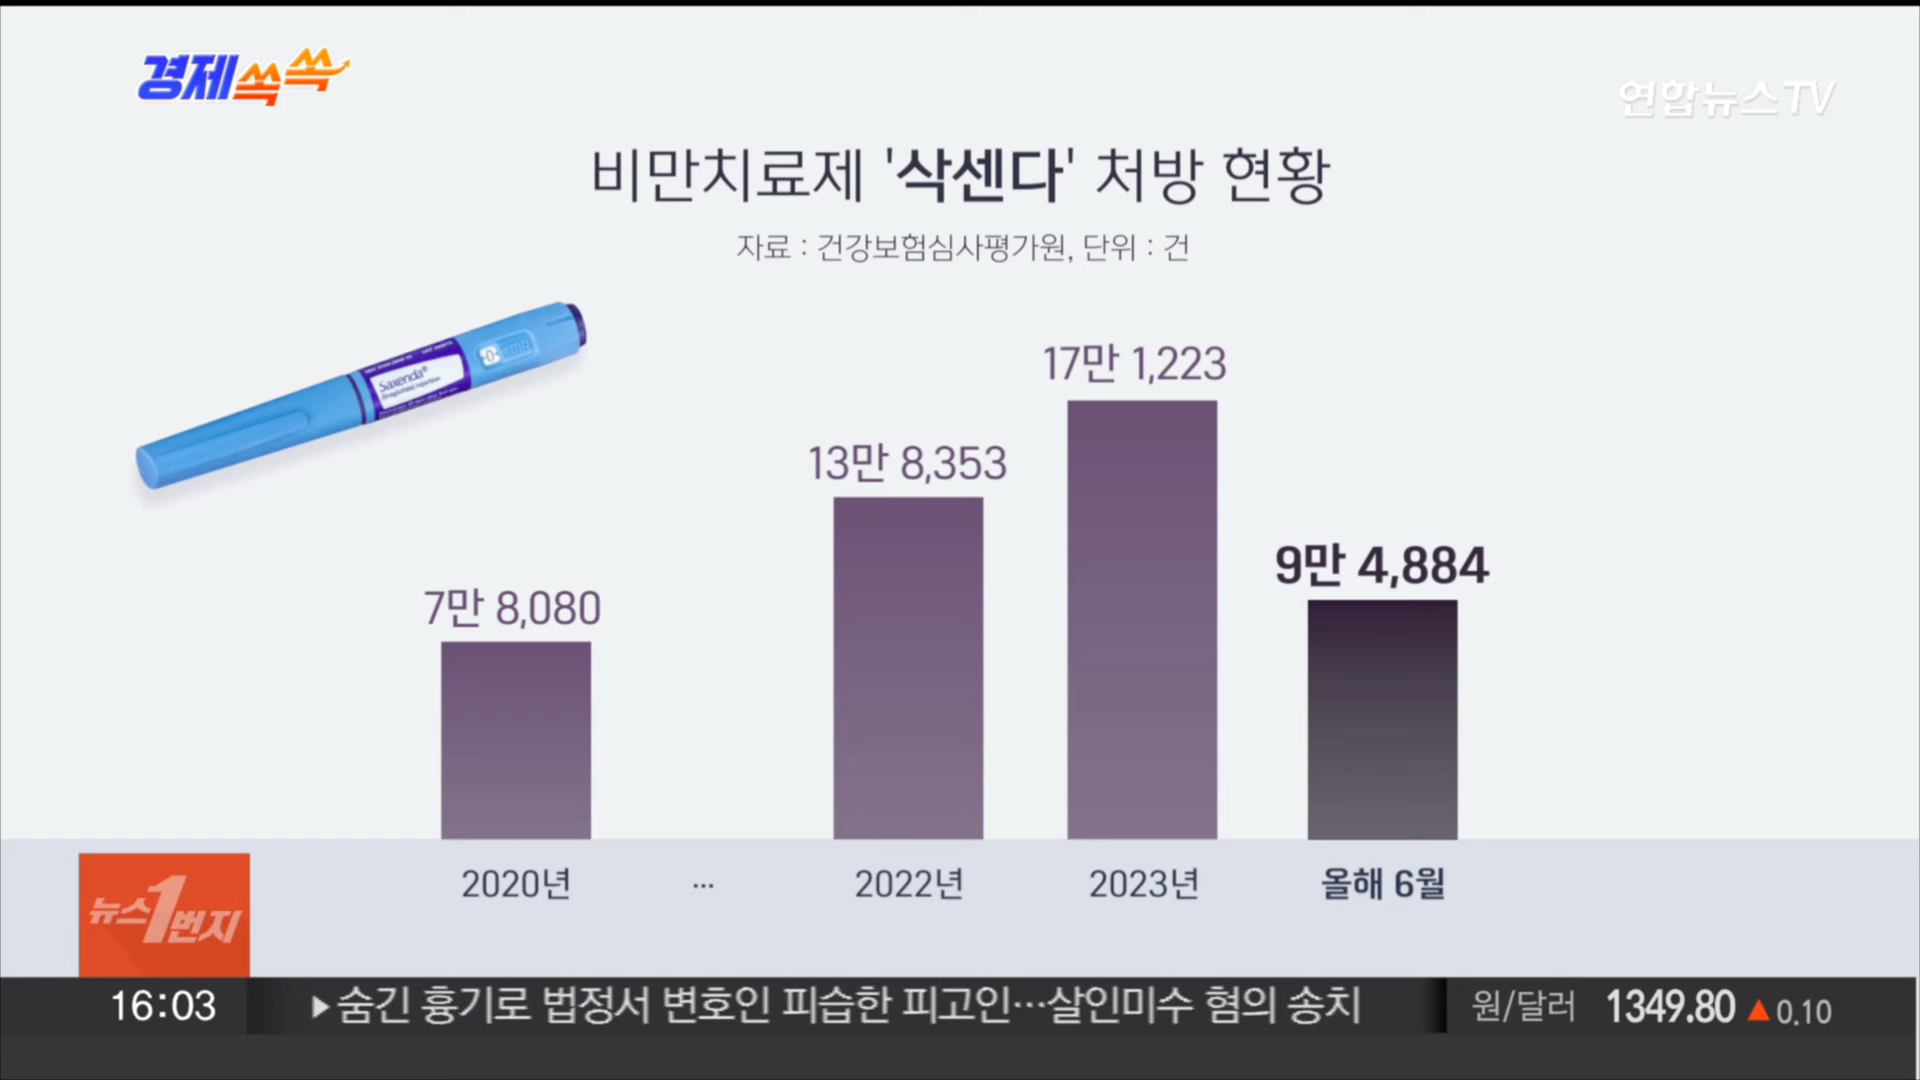 경제쏙쏙
연합뉴스TV
비만치료제 '삭센다' 처방 현황
자료 : 건강보험심사평가원, 단위 : 건
Saxenda®
7만 8,080
13만 8,353
17만 1,223
9만 4,884
2020년 ... 2022년 2023년 올해 6월
뉴스1번지
16:03 ▶숨긴 흉기로 법정서 변호인 피습한 피고인…살인미수 혐의 송치 원/달러 1349.80 ▲0.10